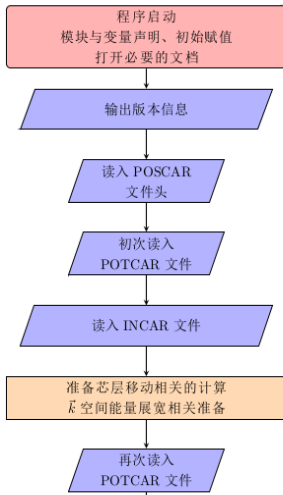 程序启动
模块与变量声明、初始赋值
打开必要的文档
输出版本信息
读入 POSCAR
文件头
初次读入
POTCAR 文件
读入 INCAR 文件
准备芯层移动相关的计算
k⃗ 空间能量展宽相关准备
再次读入
POTCAR 文件